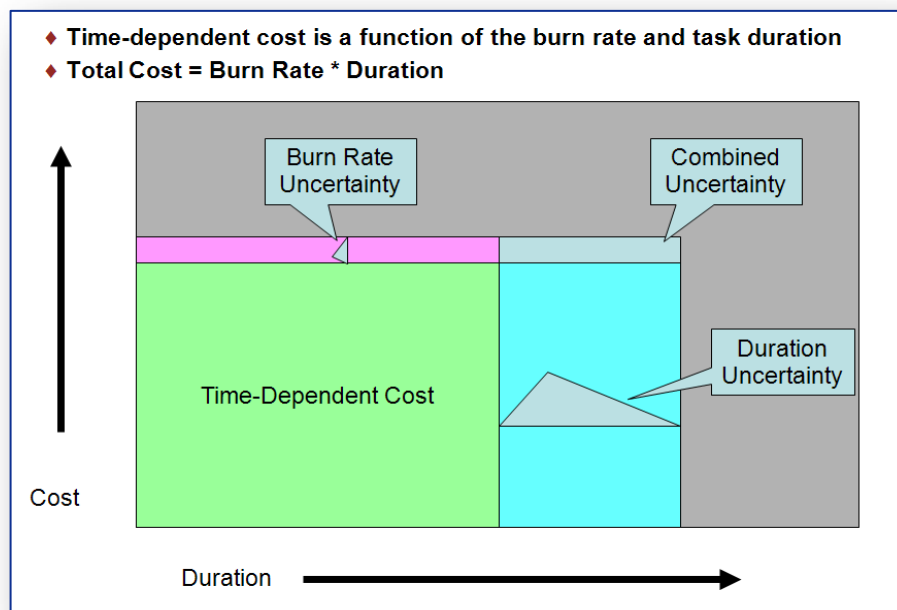 ♦ Time-dependent cost is a function of the burn rate and task duration
♦ Total Cost = Burn Rate * Duration
Burn Rate
Uncertainty
Combined
Uncertainty
Duration
Uncertainty
Time-Dependent Cost
Cost
Duration